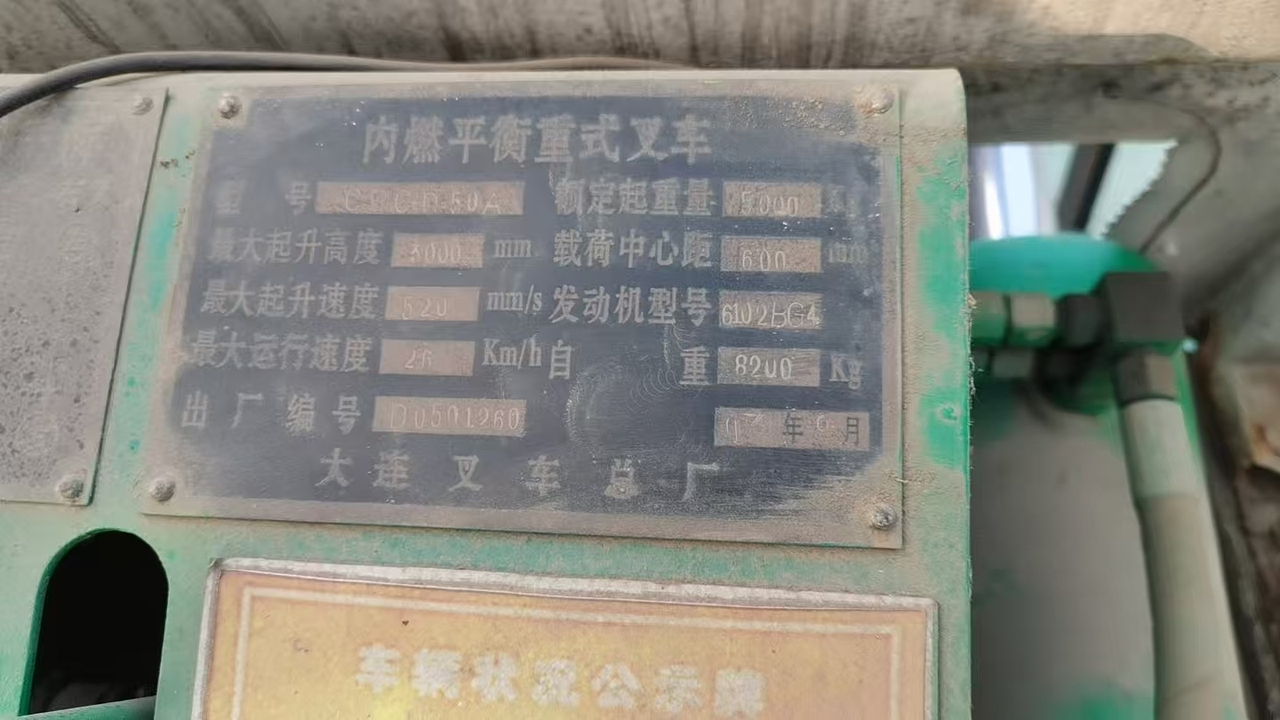 内燃平衡重式叉车
型 号 CPCD50A 额定起重量 5000 Kg
最大起升高度 3000 mm 载荷中心距 600 mm
最大起升速度 520 mm/s 发动机型号 6102BG4
最大运行速度 26 Km/h 自 重 8200 Kg
出厂编号 D0501260 年 月
大连叉车总厂
车辆状况公示牌